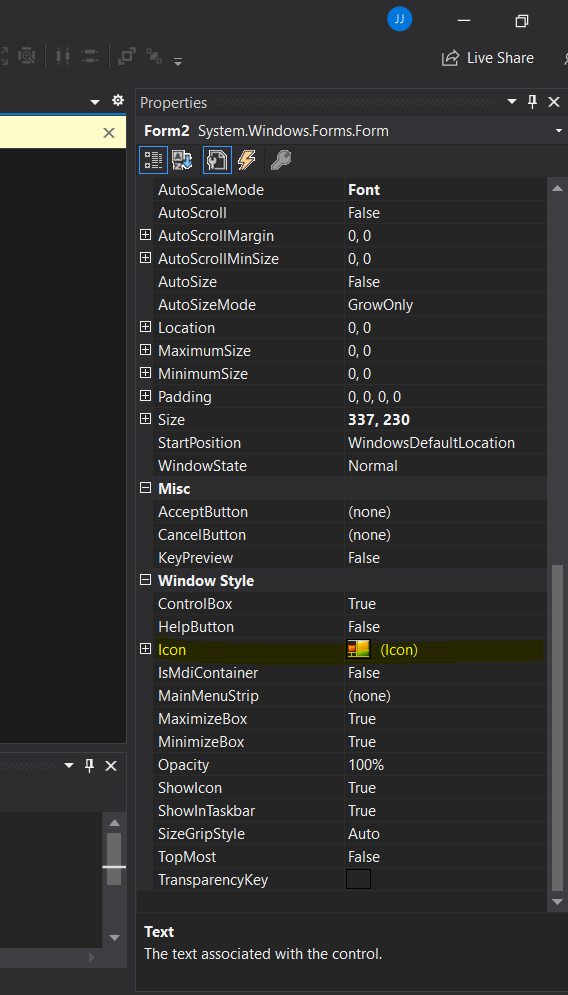 JJ
Live Share
Properties
Form2 System.Windows.Forms.Form
AutoScaleMode Font
AutoScroll False
AutoScrollMargin 0, 0
AutoScrollMinSize 0, 0
AutoSize False
AutoSizeMode GrowOnly
Location 0, 0
MaximumSize 0, 0
MinimumSize 0, 0
Padding 0, 0, 0, 0
Size 337, 230
StartPosition WindowsDefaultLocation
WindowState Normal
Misc
AcceptButton (none)
CancelButton (none)
KeyPreview False
Window Style
ControlBox True
HelpButton False
Icon (Icon)
IsMdiContainer False
MainMenuStrip (none)
MaximizeBox True
MinimizeBox True
Opacity 100%
ShowIcon True
ShowInTaskbar True
SizeGripStyle Auto
TopMost False
TransparencyKey
Text
The text associated with the control.